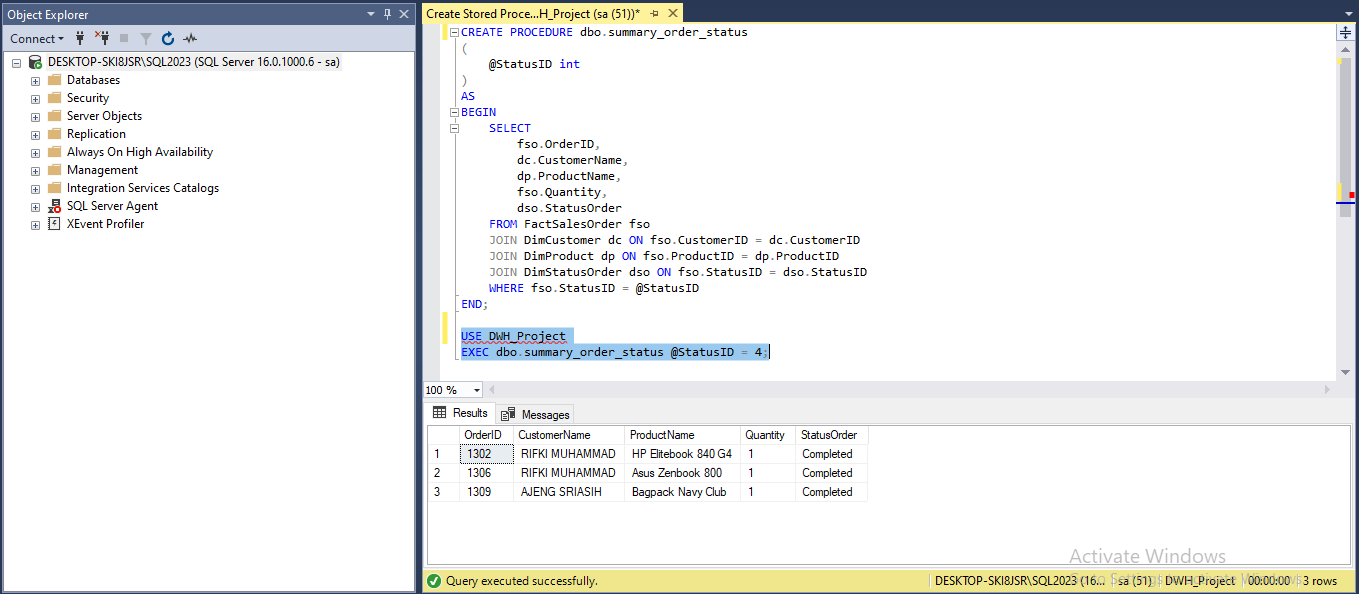 Object Explorer
Connect
DESKTOP-SKI8JSR\SQL2023 (SQL Server 16.0.1000.6 - sa)
Databases
Security
Server Objects
Replication
Always On High Availability
Management
Integration Services Catalogs
SQL Server Agent
XEvent Profiler
Create Stored Proce...H_Project (sa (51))*
CREATE PROCEDURE dbo.summary_order_status
(
@StatusID int
)
AS
BEGIN
SELECT
fso.OrderID,
dc.CustomerName,
dp.ProductName,
fso.Quantity,
dso.StatusOrder
FROM FactSalesOrder fso
JOIN DimCustomer dc ON fso.CustomerID = dc.CustomerID
JOIN DimProduct dp ON fso.ProductID = dp.ProductID
JOIN DimStatusOrder dso ON fso.StatusID = dso.StatusID
WHERE fso.StatusID = @StatusID
END;
USE DWH_Project
EXEC dbo.summary_order_status @StatusID = 4;
100 %
Results Messages
OrderID CustomerName ProductName Quantity StatusOrder
1 1302 RIFKI MUHAMMAD HP Elitebook 840 G4 1 Completed
2 1306 RIFKI MUHAMMAD Asus Zenbook 800 1 Completed
3 1309 AJENG SRIASIH Bagpack Navy Club 1 Completed
Activate Windows
Go to Settings to activate Windows.
Query executed successfully. DESKTOP-SKI8JSR\SQL2023 (16... sa (51) DWH_Project 00:00:00 3 rows